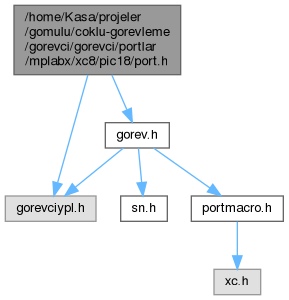 /home/Kasa/projeler
/gomulu/coklu-gorevleme
/gorevci/gorevci/portlar
/mplabx/xc8/pic18/port.h
gorev.h
gorevciypl.h
sn.h
portmacro.h
xc.h